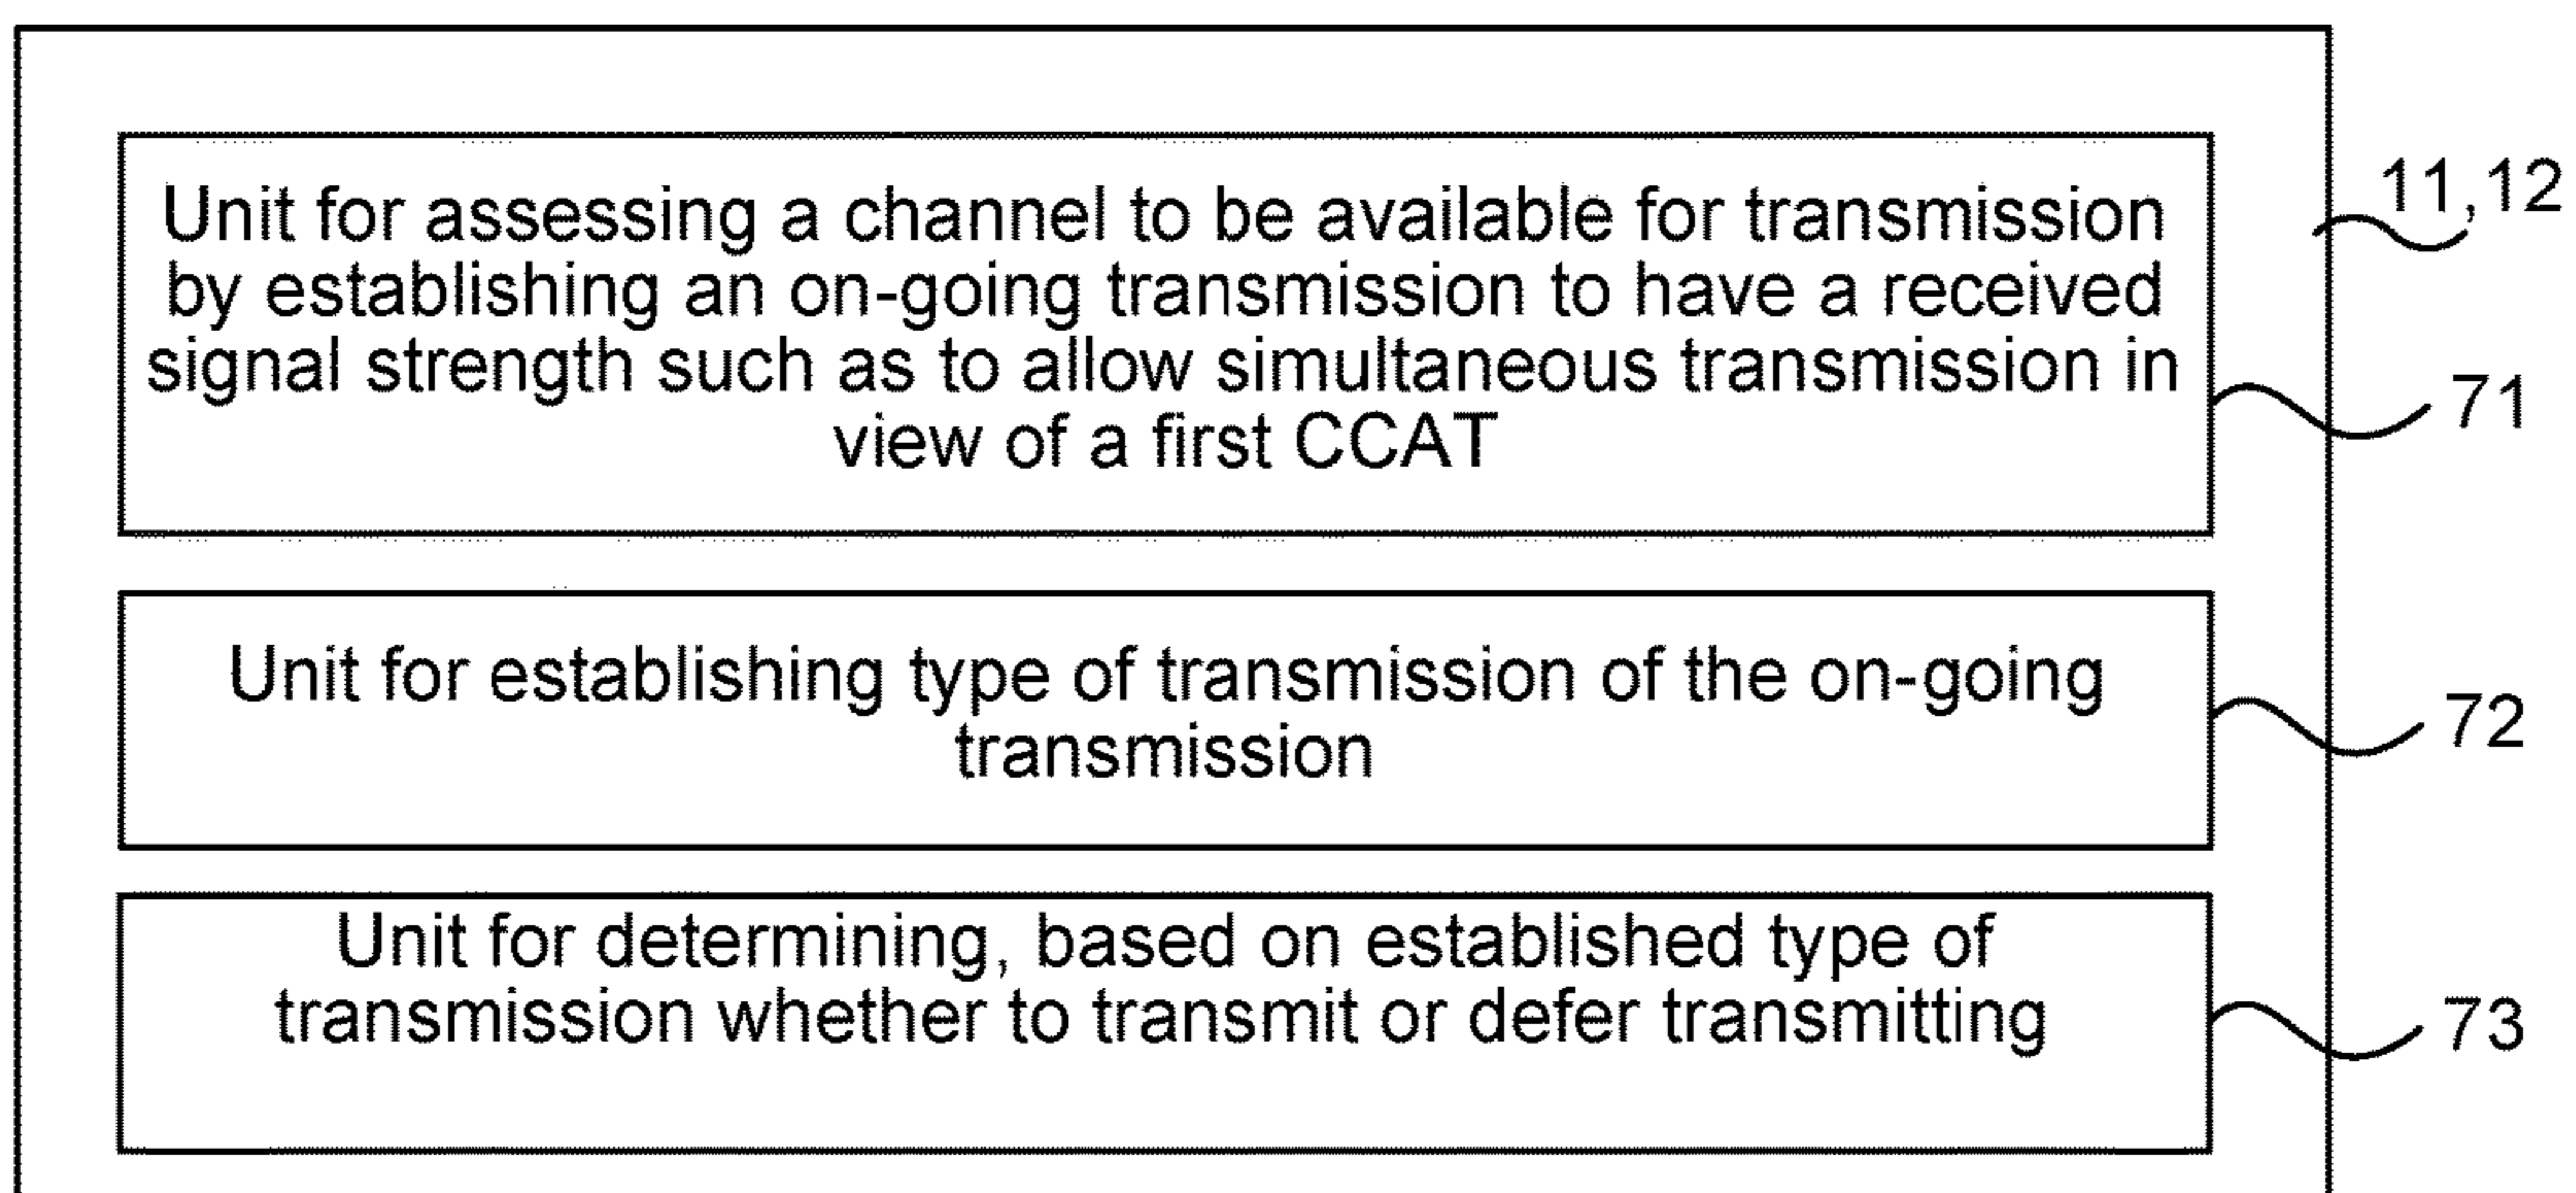 Unit for assessing a channel to be available for transmission
by establishing an on-going transmission to have a received
signal strength such as to allow simultaneous transmission in
view of a first CCAT
11,12
71
Unit for establishing type of transmission of the on-going
transmission
72
Unit for determining, based on established type of
transmission whether to transmit or defer transmitting
73